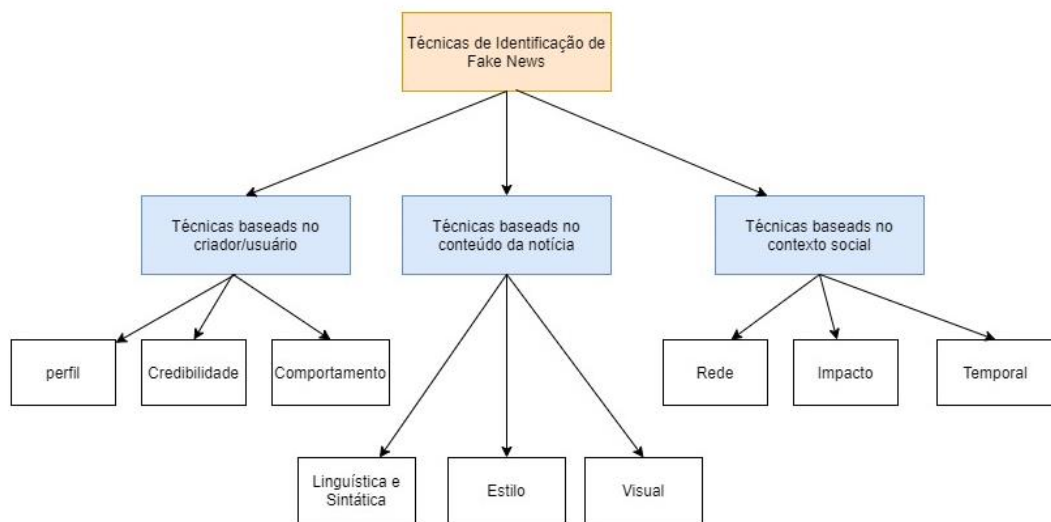 Técnicas de Identificação de
Fake News
Técnicas baseads no
criador/usuário
Técnicas baseads no
conteúdo da notícia
Técnicas baseads no
contexto social
perfil
Credibilidade
Comportamento
Rede
Impacto
Temporal
Linguística e
Sintática
Estilo
Visual